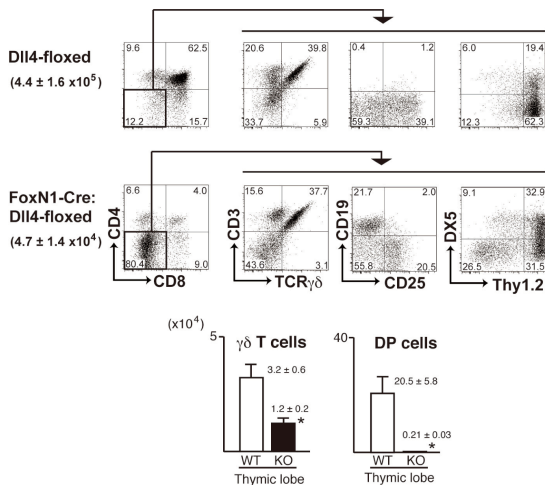 Dll4-floxed
(4.4 ± 1.6 x10⁵)
9.6 62.5
12.2 15.7
20.6 39.8
33.7 5.9
0.4 1.2
59.3 39.1
6.0 19.4
12.3 62.3
FoxN1-Cre:
Dll4-floxed
(4.7 ± 1.4 x10⁴)
6.6 4.0
80.4 9.0
CD4
CD8
15.6 37.7
43.6 3.1
CD3
TCRγδ
21.7 2.0
55.8 20.5
CD19
CD25
9.1 32.9
26.5 31.5
DX5
Thy1.2
(x10⁴)
γδ T cells
5
0
3.2 ± 0.6
1.2 ± 0.2
*
WT KO
Thymic lobe
DP cells
40
0
20.5 ± 5.8
0.21 ± 0.03
*
WT KO
Thymic lobe